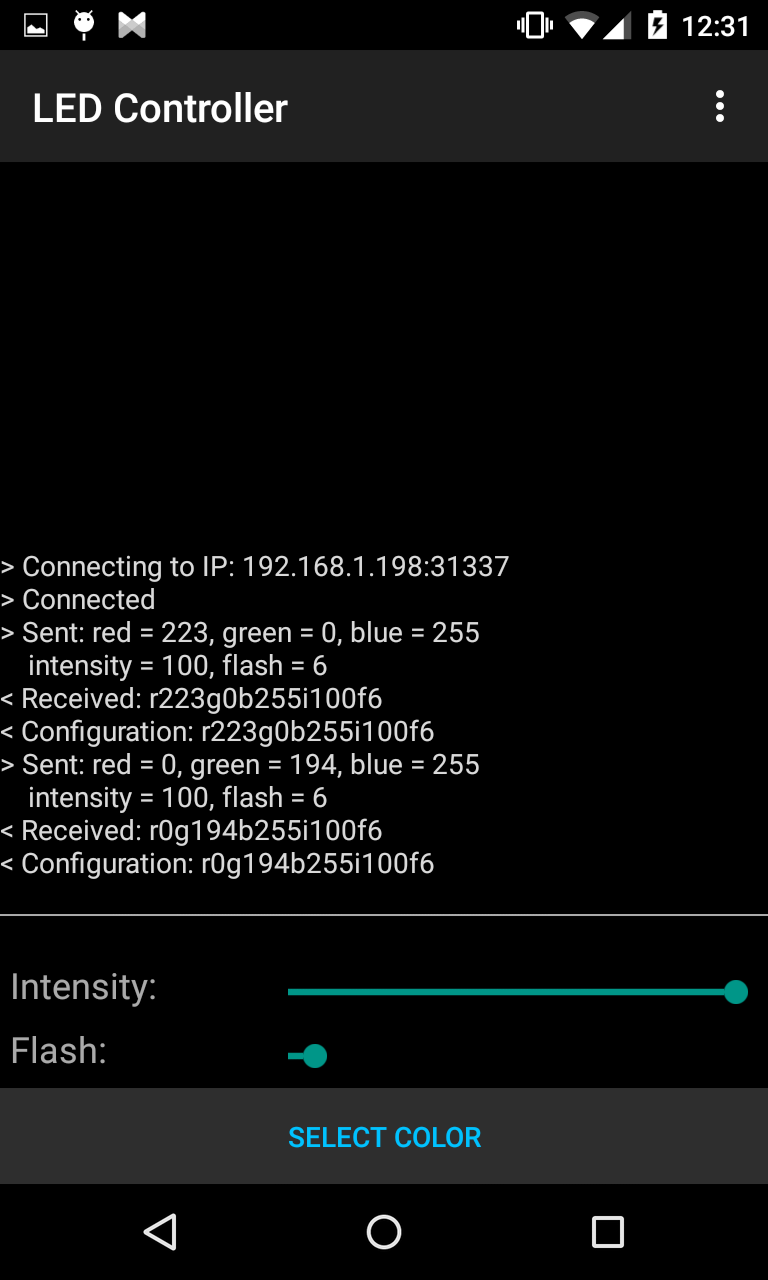 12:31
LED Controller
> Connecting to IP: 192.168.1.198:31337
> Connected
> Sent: red = 223, green = 0, blue = 255
intensity = 100, flash = 6
< Received: r223g0b255i100f6
< Configuration: r223g0b255i100f6
> Sent: red = 0, green = 194, blue = 255
intensity = 100, flash = 6
< Received: r0g194b255i100f6
< Configuration: r0g194b255i100f6
Intensity:
Flash:
SELECT COLOR